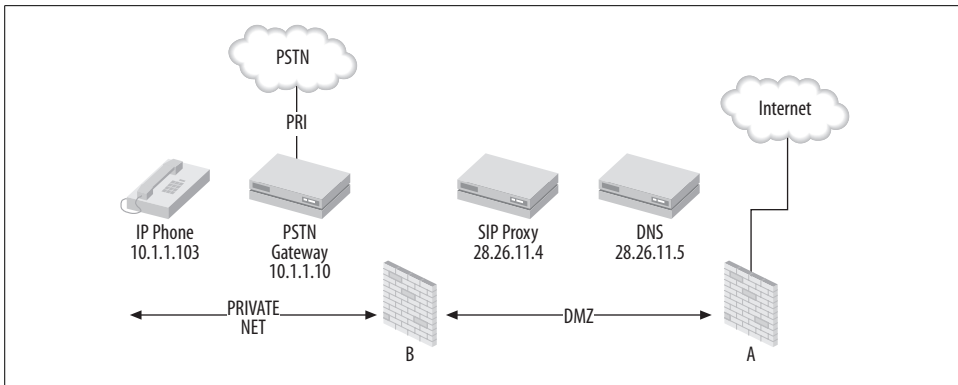 PSTN
Internet
PRI
IP Phone
10.1.1.103
PSTN
Gateway
10.1.1.10
SIP Proxy
28.26.11.4
DNS
28.26.11.5
PRIVATE
NET
DMZ
B
A